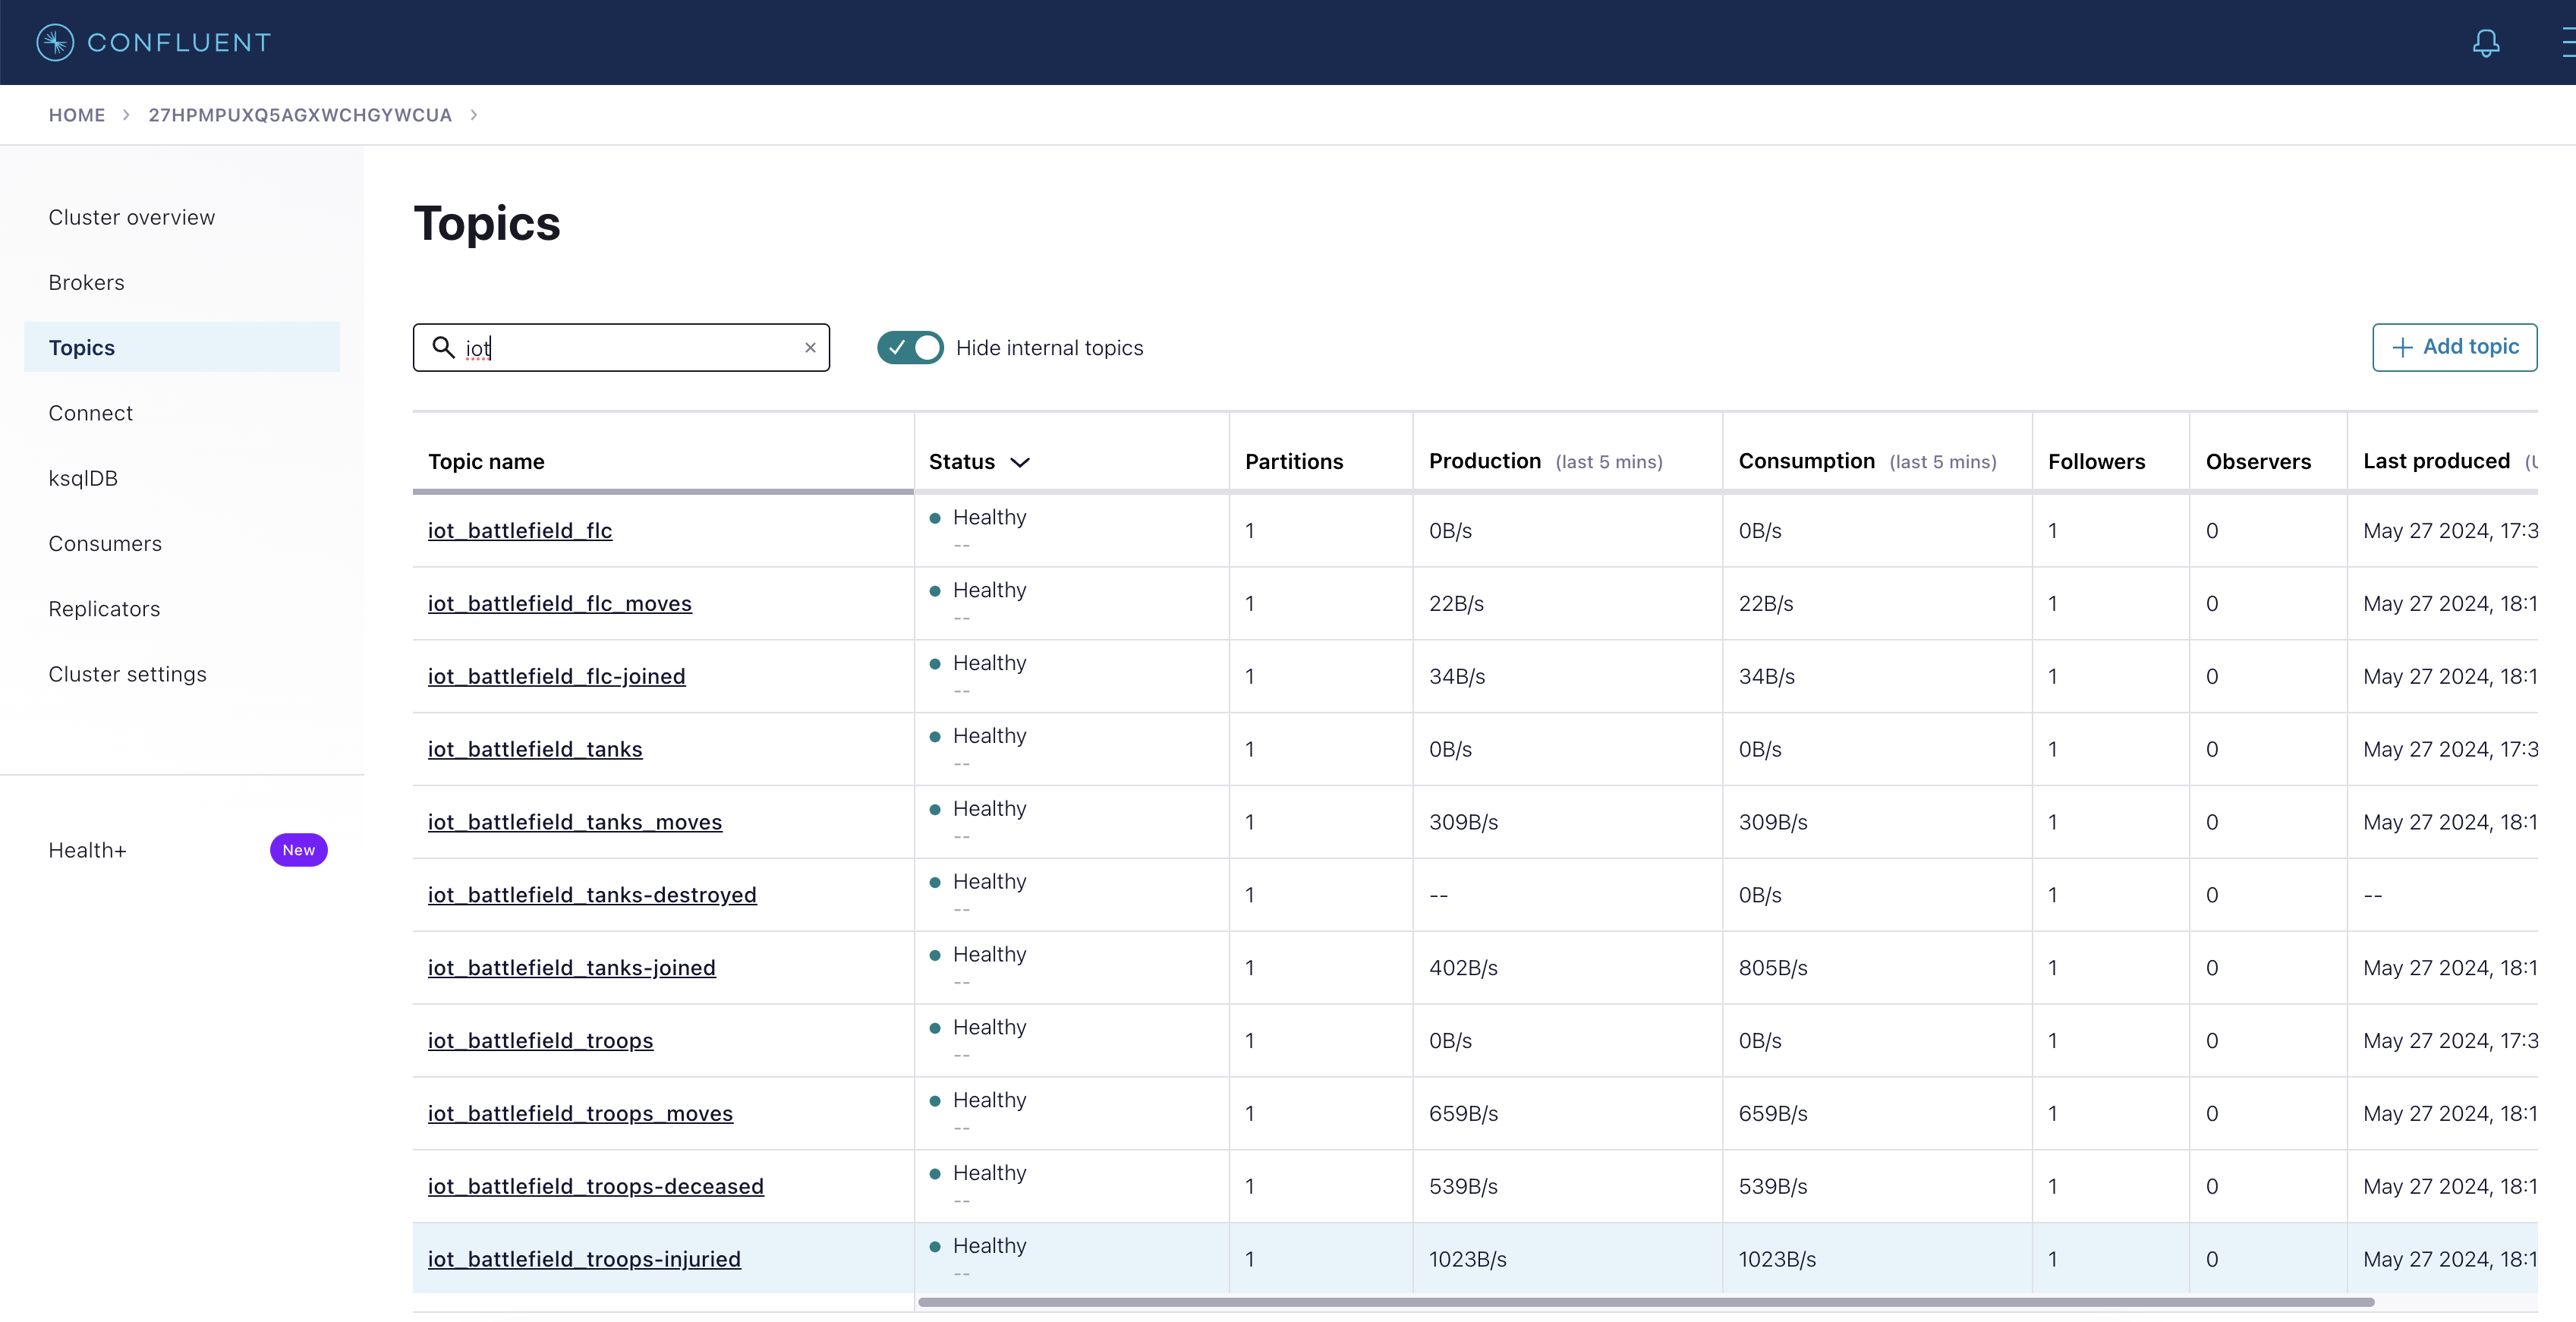 CONFLUENT
HOME > 27HPMPUXQ5AGXWCHGYWCUA >
Cluster overview
Brokers
Topics
Connect
ksqlDB
Consumers
Replicators
Cluster settings
Health+ New
Topics
iot
Hide internal topics
+ Add topic
Topic name Status Partitions Production (last 5 mins) Consumption (last 5 mins) Followers Observers Last produced
iot_battlefield_flc Healthy -- 1 0B/s 0B/s 1 0 May 27 2024, 17:3
iot_battlefield_flc_moves Healthy -- 1 22B/s 22B/s 1 0 May 27 2024, 18:1
iot_battlefield_flc-joined Healthy -- 1 34B/s 34B/s 1 0 May 27 2024, 18:1
iot_battlefield_tanks Healthy -- 1 0B/s 0B/s 1 0 May 27 2024, 17:3
iot_battlefield_tanks_moves Healthy -- 1 309B/s 309B/s 1 0 May 27 2024, 18:1
iot_battlefield_tanks-destroyed Healthy -- 1 -- 0B/s 1 0 --
iot_battlefield_tanks-joined Healthy -- 1 402B/s 805B/s 1 0 May 27 2024, 18:1
iot_battlefield_troops Healthy -- 1 0B/s 0B/s 1 0 May 27 2024, 17:3
iot_battlefield_troops_moves Healthy -- 1 659B/s 659B/s 1 0 May 27 2024, 18:1
iot_battlefield_troops-deceased Healthy -- 1 539B/s 539B/s 1 0 May 27 2024, 18:1
iot_battlefield_troops-injuried Healthy -- 1 1023B/s 1023B/s 1 0 May 27 2024, 18:1